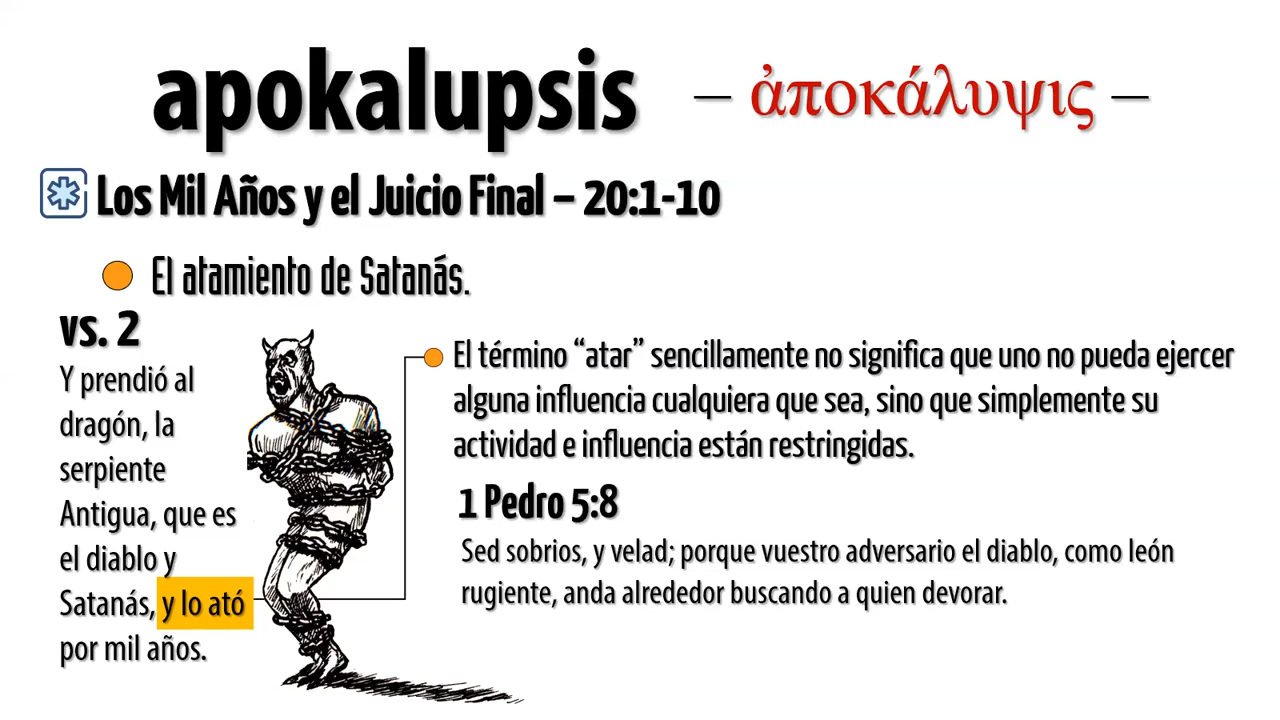 apokalupsis – ἀποκάλυψις –
Los Mil Años y el Juicio Final – 20:1-10
El atamiento de Satanás.
vs. 2
Y prendió al
dragón, la
serpiente
Antigua, que es
el diablo y
Satanás, y lo ató
por mil años.
El término “atar” sencillamente no significa que uno no pueda ejercer
alguna influencia cualquiera que sea, sino que simplemente su
actividad e influencia están restringidas.
1 Pedro 5:8
Sed sobrios, y velad; porque vuestro adversario el diablo, como león
rugiente, anda alrededor buscando a quien devorar.